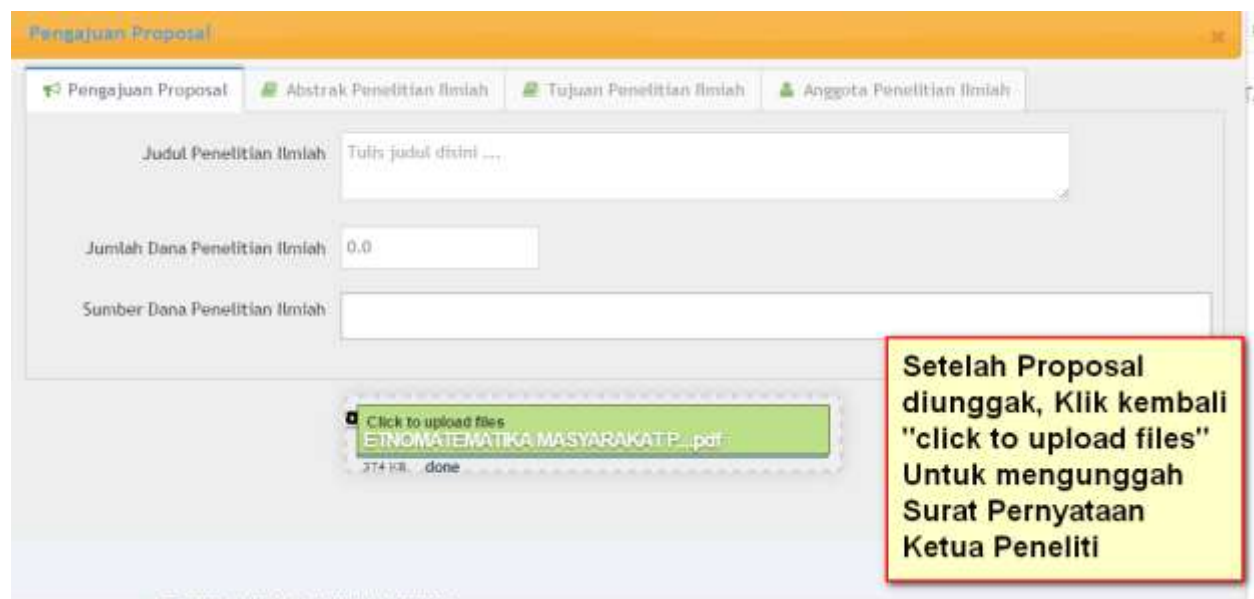 Pengajuan Proposal
Pengajuan Proposal Abstrak Penelitian Ilmiah Tujuan Penelitian Ilmiah Anggota Penelitian Ilmiah
Judul Penelitian Ilmiah Tulis judul disini ...
Jumlah Dana Penelitian Ilmiah 0.0
Sumber Dana Penelitian Ilmiah
Click to upload files
ETNOMATEMATIKA MASYARAKAT P...pdf
374 KB. done
Setelah Proposal
diunggak, Klik kembali
"click to upload files"
Untuk mengunggah
Surat Pernyataan
Ketua Peneliti